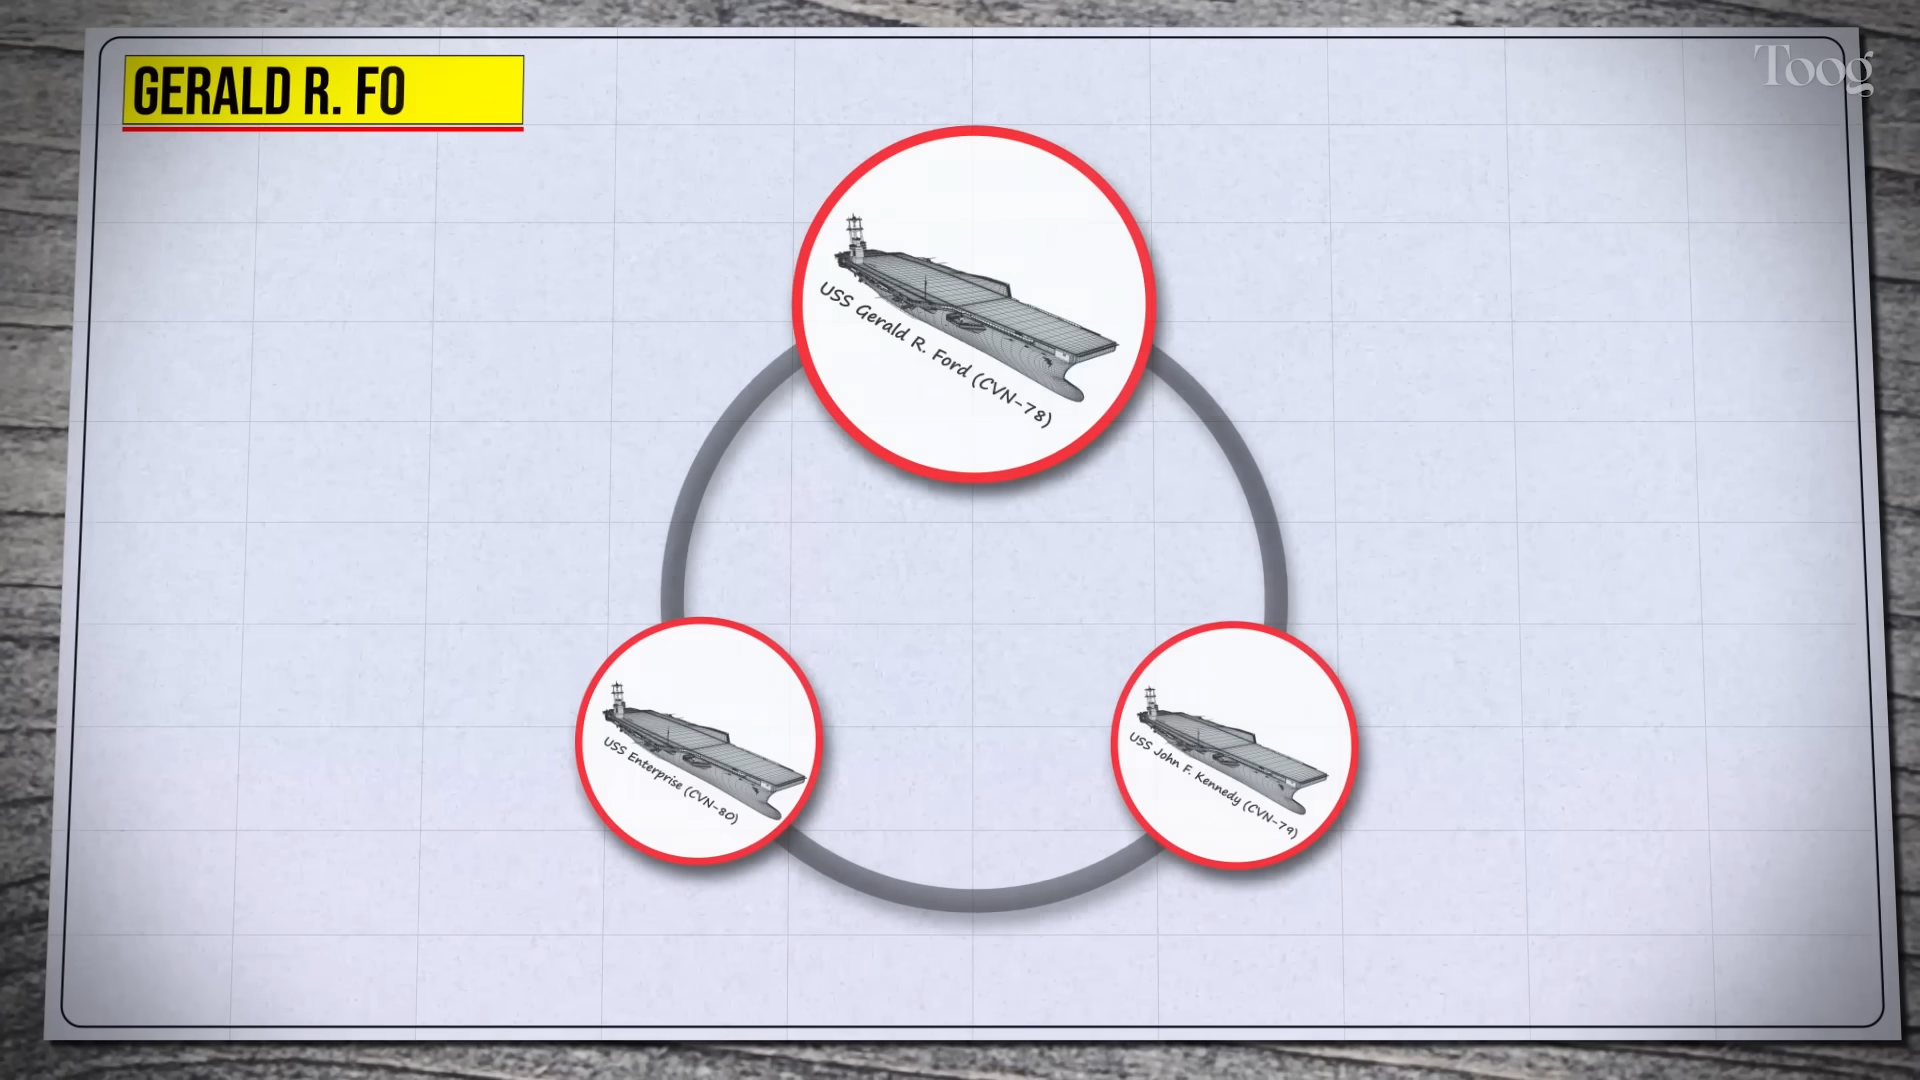 GERALD R. FO
Toog
USS Gerald R. Ford (CVN-78)
USS Enterprise (CVN-80)
USS John F. Kennedy (CVN-79)